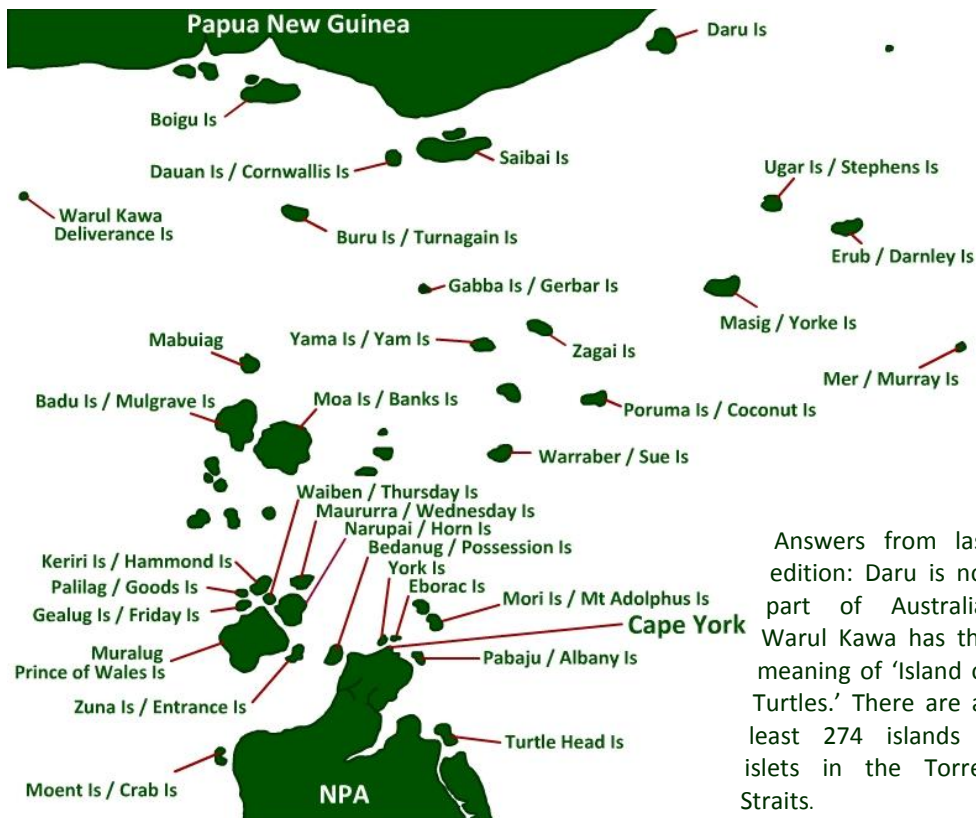 Papua New Guinea
Daru Is
Boigu Is
Saibai Is
Dauan Is / Cornwallis Is
Ugar Is / Stephens Is
Warul Kawa
Deliverance Is
Buru Is / Turnagain Is
Erub / Darnley Is
Gabba Is / Gerbar Is
Masig / Yorke Is
Mabuiag
Yama Is / Yam Is
Zagai Is
Mer / Murray Is
Badu Is / Mulgrave Is
Moa Is / Banks Is
Poruma Is / Coconut Is
Warraber / Sue Is
Waiben / Thursday Is
Maururra / Wednesday Is
Narupai / Horn Is
Bedanug / Possession Is
Keriri Is / Hammond Is
York Is
Palilag / Goods Is
Eborac Is
Gealug Is / Friday Is
Mori Is / Mt Adolphus Is
Cape York
Muralug
Prince of Wales Is
Pabaju / Albany Is
Zuna Is / Entrance Is
Turtle Head Is
Moent Is / Crab Is
NPA
Answers from las
edition: Daru is no
part of Australia
Warul Kawa has th
meaning of ‘Island o
Turtles.’ There are a
least 274 islands
islets in the Torre
Straits.